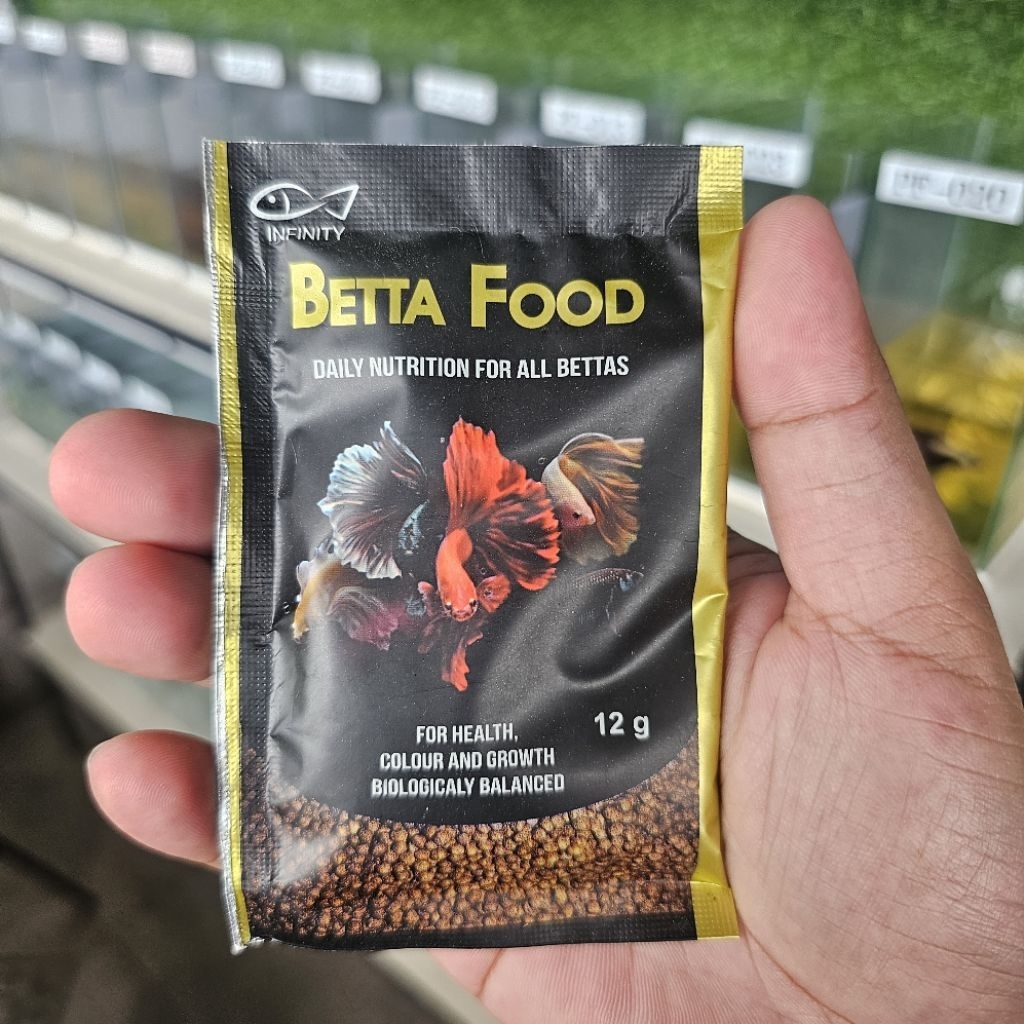 INFINITY
BETTA FOOD
DAILY NUTRITION FOR ALL BETTAS
12 g
FOR HEALTH,
COLOUR AND GROWTH
BIOLOGICALY BALANCED